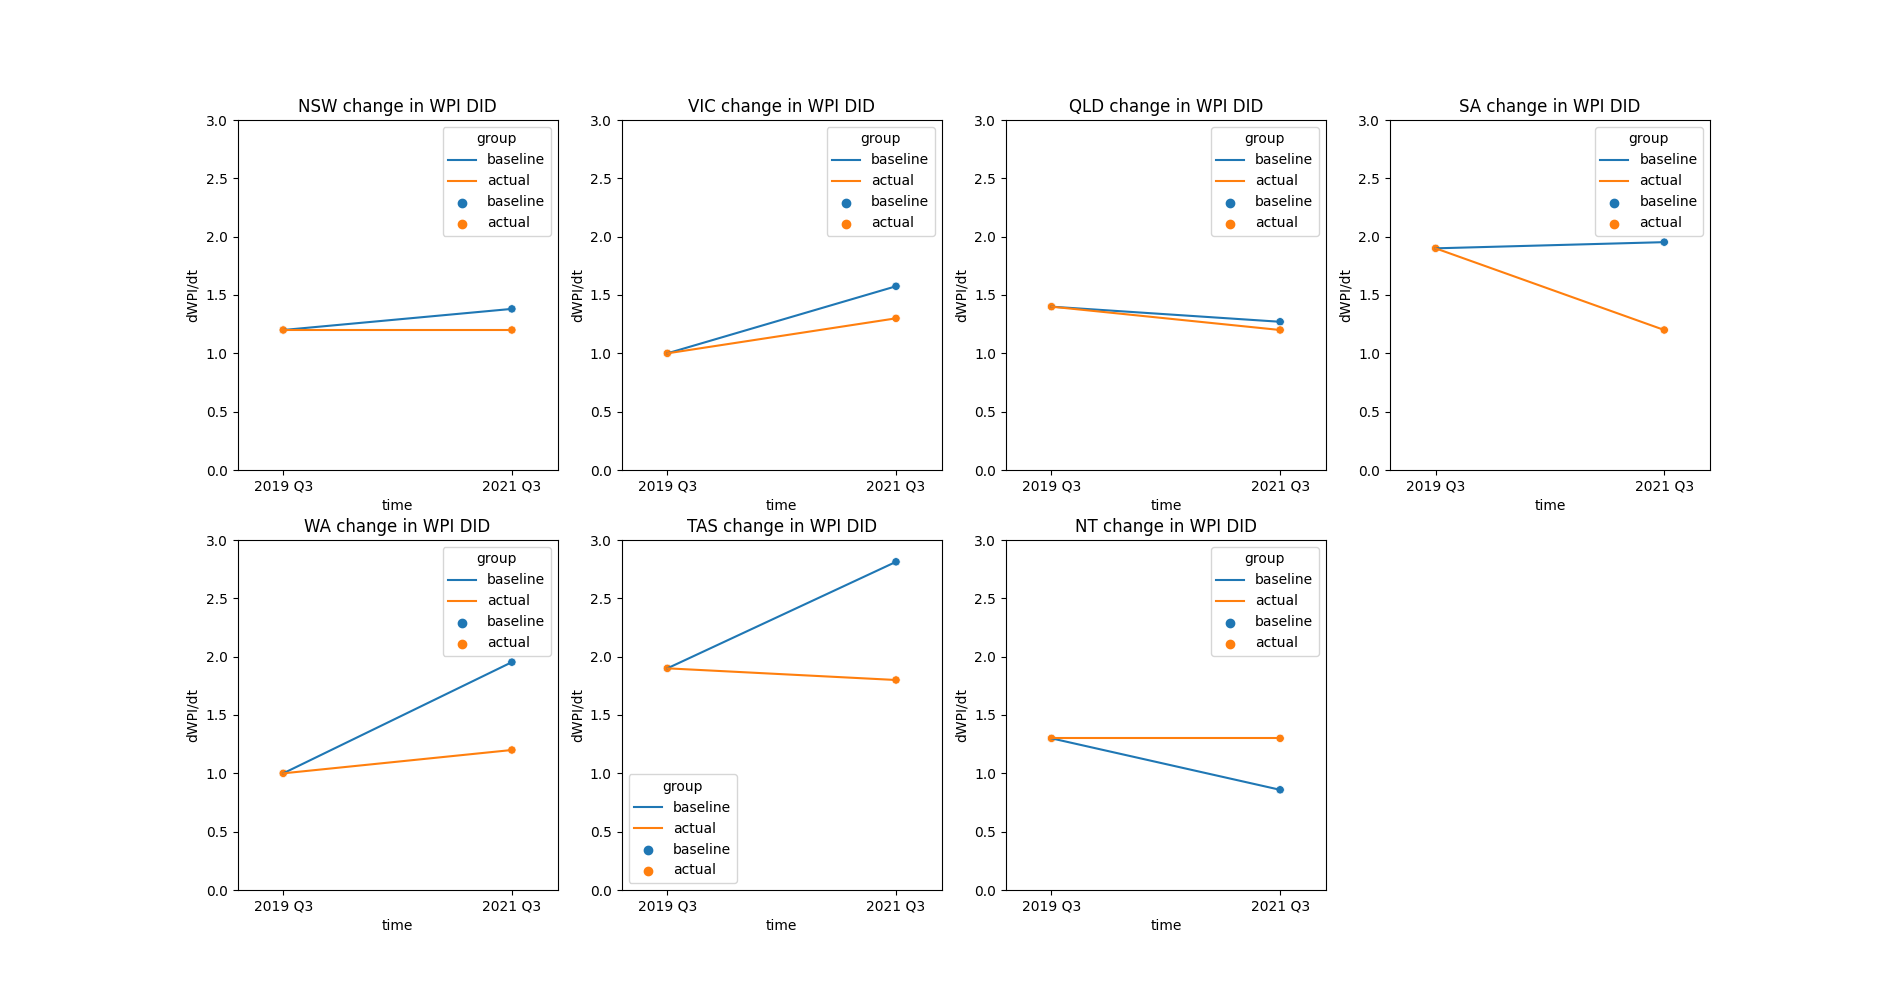 NSW change in WPI DID
3.0
2.5
2.0
1.5
1.0
0.5
0.0
dWPI/dt
group
baseline
actual
baseline
actual
2019 Q3 2021 Q3
time
VIC change in WPI DID
3.0
2.5
2.0
1.5
1.0
0.5
0.0
dWPI/dt
group
baseline
actual
baseline
actual
2019 Q3 2021 Q3
time
QLD change in WPI DID
3.0
2.5
2.0
1.5
1.0
0.5
0.0
dWPI/dt
group
baseline
actual
baseline
actual
2019 Q3 2021 Q3
time
SA change in WPI DID
3.0
2.5
2.0
1.5
1.0
0.5
0.0
dWPI/dt
group
baseline
actual
baseline
actual
2019 Q3 2021 Q3
time
WA change in WPI DID
3.0
2.5
2.0
1.5
1.0
0.5
0.0
dWPI/dt
group
baseline
actual
baseline
actual
2019 Q3 2021 Q3
time
TAS change in WPI DID
3.0
2.5
2.0
1.5
1.0
0.5
0.0
dWPI/dt
group
baseline
actual
baseline
actual
2019 Q3 2021 Q3
time
NT change in WPI DID
3.0
2.5
2.0
1.5
1.0
0.5
0.0
dWPI/dt
group
baseline
actual
baseline
actual
2019 Q3 2021 Q3
time